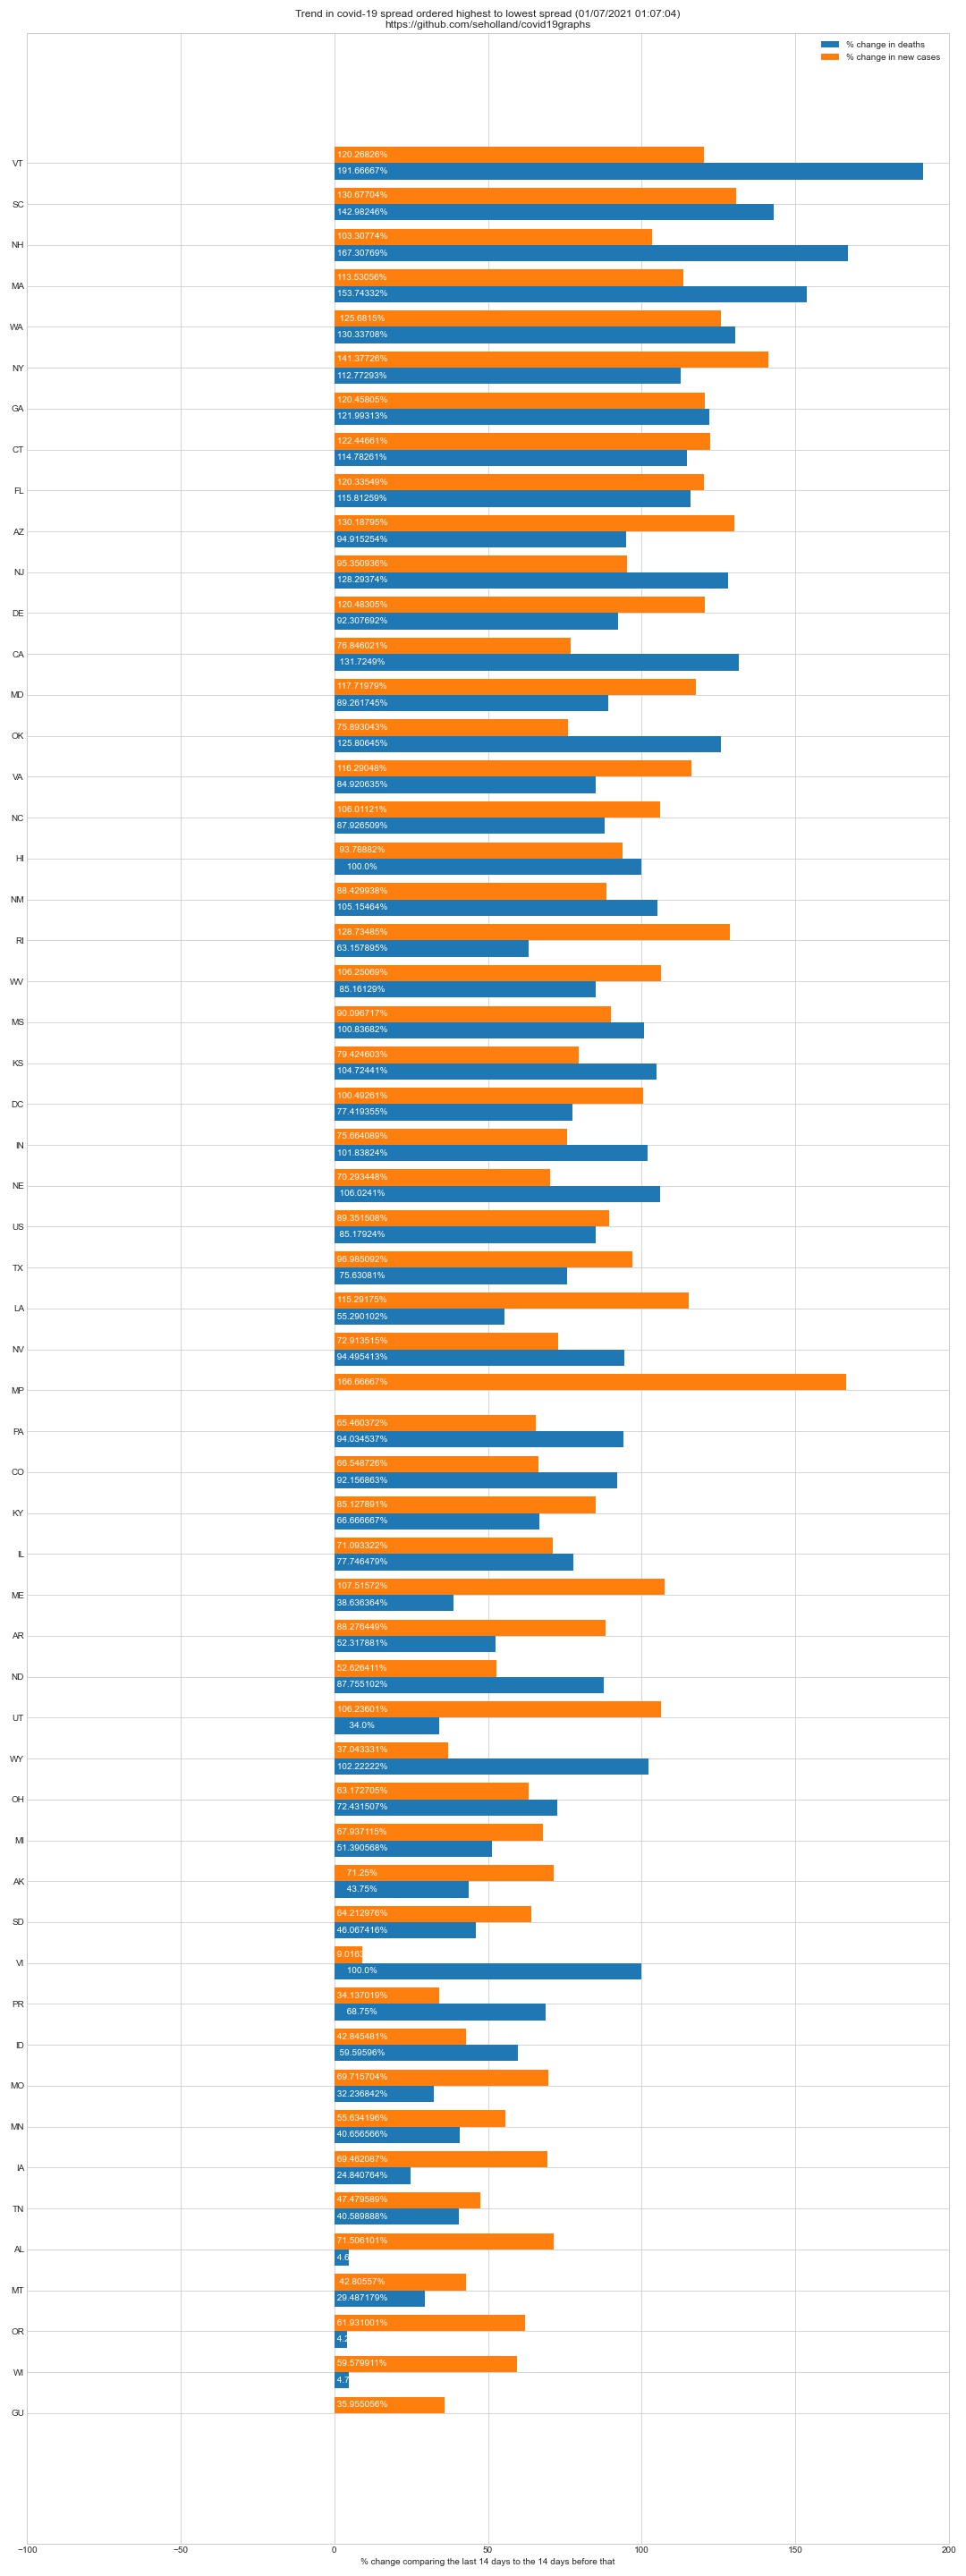 Trend in covid-19 spread ordered highest to lowest spread (01/07/2021 01:07:04)
https://github.com/seholland/covid19graphs
% change in deaths
% change in new cases
120.26826%
VT
191.66667%
130.67704%
SC
142.98246%
103.30774%
NH
167.30769%
113.53056%
MA
153.74332%
125.6815%
WA
130.33708%
141.37726%
NY
112.77293%
120.45805%
GA
121.99313%
122.44661%
CT
114.78261%
120.33549%
FL
115.81259%
130.18795%
AZ
94.915254%
95.350936%
NJ
128.29374%
120.48305%
DE
92.307692%
76.846021%
CA
131.7249%
117.71979%
MD
89.261745%
75.893043%
OK
125.80645%
116.29048%
VA
84.920635%
106.01121%
NC
87.926509%
93.78882%
HI
100.0%
88.429938%
NM
105.15464%
128.73485%
RI
63.157895%
106.25069%
WV
85.16129%
90.096717%
MS
100.83682%
79.424603%
KS
104.72441%
100.49261%
DC
77.419355%
75.664089%
IN
101.83824%
70.293448%
NE
106.0241%
89.351508%
US
85.17924%
96.985092%
TX
75.63081%
115.29175%
LA
55.290102%
72.913515%
NV
94.495413%
166.66667%
MP
65.460372%
PA
94.034537%
66.548726%
CO
92.156863%
85.127891%
KY
66.666667%
71.093322%
IL
77.746479%
107.51572%
ME
38.636364%
88.276449%
AR
52.317881%
52.626411%
ND
87.755102%
106.23601%
UT
34.0%
37.043331%
WY
102.22222%
63.172705%
OH
72.431507%
67.937115%
MI
51.390568%
71.25%
AK
43.75%
64.212976%
SD
46.067416%
VI
100.0%
34.137019%
PR
68.75%
42.845481%
ID
59.59596%
69.715704%
MO
32.236842%
55.634196%
MN
40.656566%
69.462087%
IA
24.840764%
47.479589%
TN
40.589888%
71.506101%
AL
42.80557%
MT
29.487179%
61.931001%
OR
59.579911%
WI
35.955056%
GU
−100
−50
0
50
100
150
200
% change comparing the last 14 days to the 14 days before that